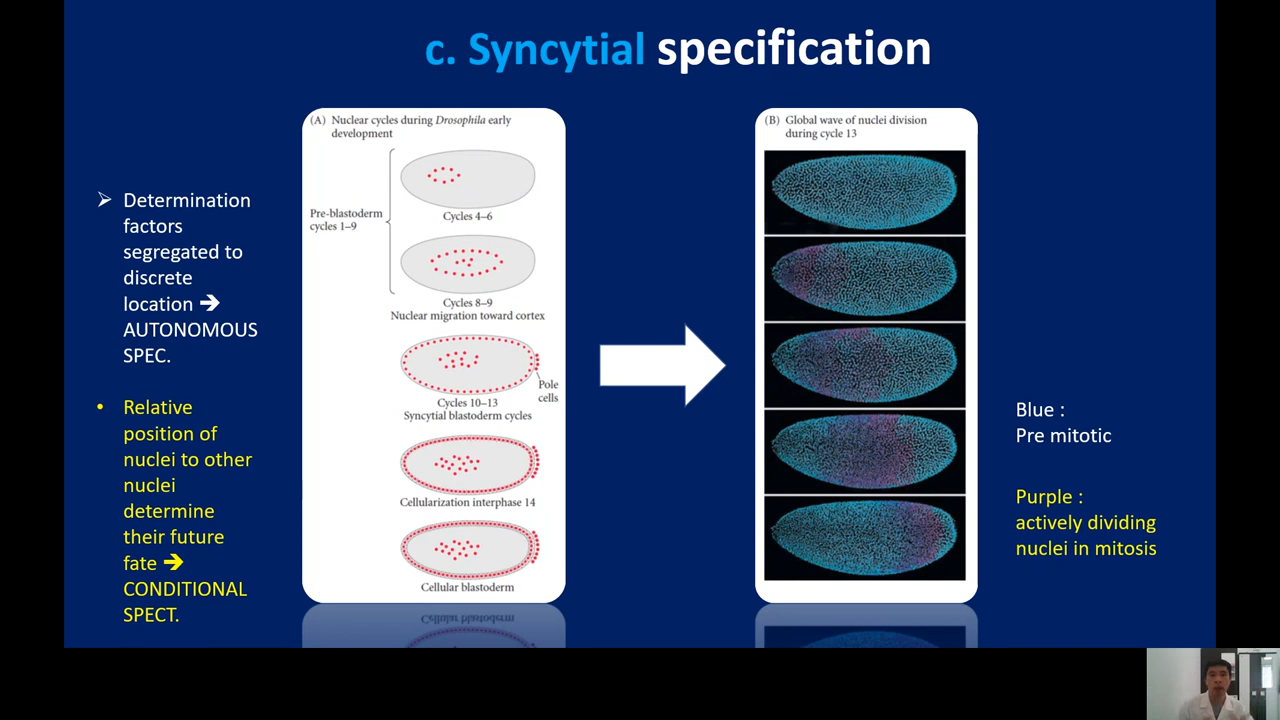 c. Syncytial specification
➢ Determination
factors
segregated to
discrete
location ➔
AUTONOMOUS
SPEC.
• Relative
position of
nuclei to other
nuclei
determine
their future
fate ➔
CONDITIONAL
SPECT.
(A) Nuclear cycles during Drosophila early
development
Pre-blastoderm
cycles 1–9
Cycles 4–6
Cycles 8–9
Nuclear migration toward cortex
Pole
cells
Cycles 10–13
Syncytial blastoderm cycles
Cellularization interphase 14
Cellular blastoderm
(B) Global wave of nuclei division
during cycle 13
Blue :
Pre mitotic
Purple :
actively dividing
nuclei in mitosis